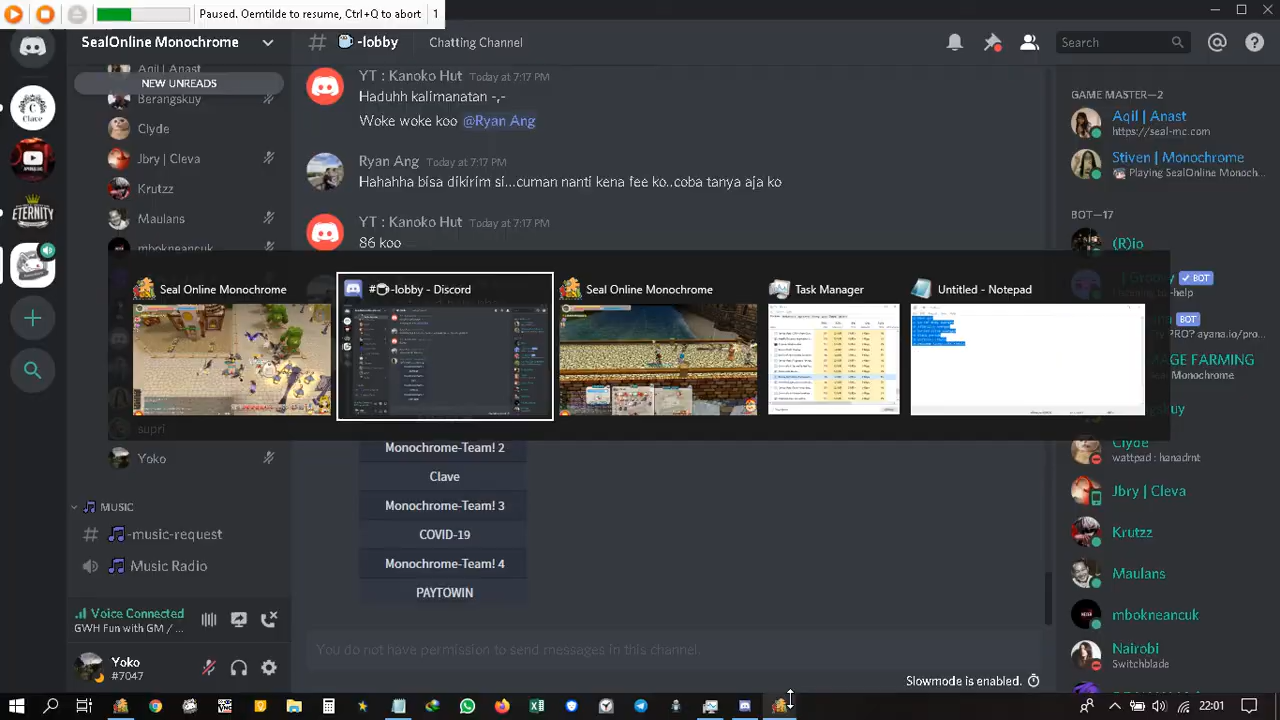 Paused. Oemtilde to resume, Ctrl+O to abort
1
SealOnline Monochrome
-lobby
Chatting Channel
Search
NEW UNREADS
Berangskuy
Clyde
Jbry | Cleva
Krutzz
Maulans
mbokneancuk
YT : Kanoko Hut Today at 7:17 PM
Haduhh kalimaratan -,-
Woke woke koo @Ryan Ang
Ryan Ang Today at 7:17 PM
Hahahha bisa dikirim si...cuman nanti kena fee ko..coba tanya aja ko
YT : Kanoko Hut Today at 7:17 PM
86 koo
GAME MASTER—2
Aqil | Anast
Stiven | Monochrome
Playing SealOnline Monoch...
BOT—17
(R)io
BOT
-help
BOT
Seal Online Monochrome
#-lobby - Discord
Seal Online Monochrome
Task Manager
Untitled - Notepad
GE FARMING
Monochrome
supri
Yoko
MUSIC
-music-request
Music Radio
Voice Connected
GWH Fun with GM / ...
Yoko
#7047
Monochrome-Team! 2
Clave
Monochrome-Team! 3
COVID-19
Monochrome-Team! 4
PAYTOWIN
You do not have permission to send messages in this channel.
Slowmode is enabled.
Clyde
wattpad : hanadmt
Jbry | Cleva
Krutzz
Maulans
mbokneancuk
Nairobi
Switchblade
22:01